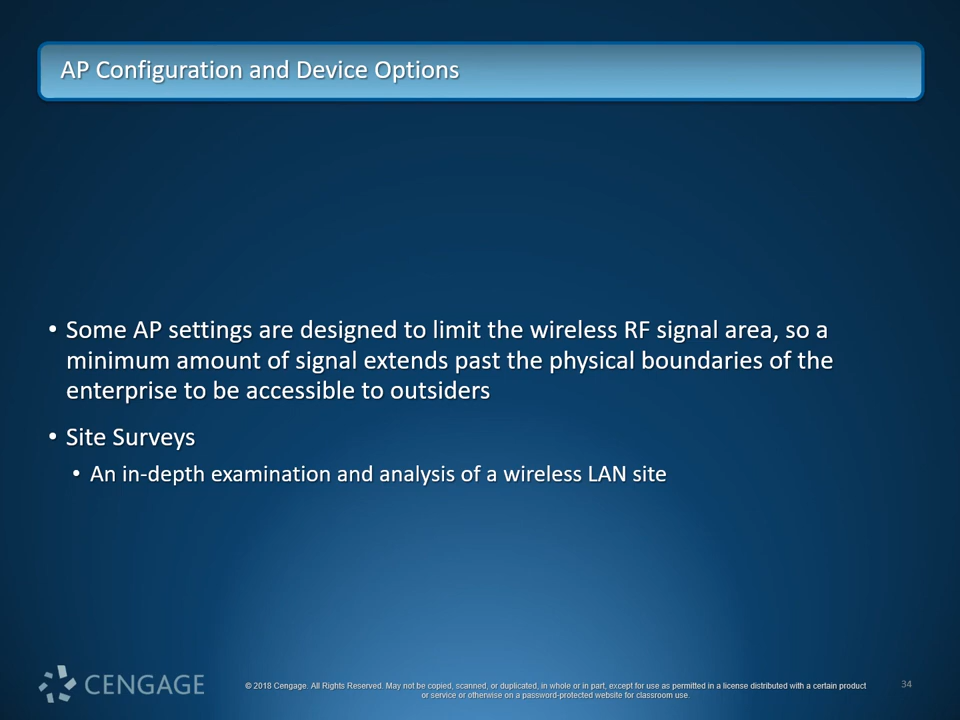 AP Configuration and Device Options
• Some AP settings are designed to limit the wireless RF signal area, so a
minimum amount of signal extends past the physical boundaries of the
enterprise to be accessible to outsiders
• Site Surveys
• An in-depth examination and analysis of a wireless LAN site
CENGAGE
© 2018 Cengage. All Rights Reserved. May not be copied, scanned, or duplicated, in whole or in part, except for use as permitted in a license distributed with a certain product
or service or otherwise on a password-protected website for classroom use.
34